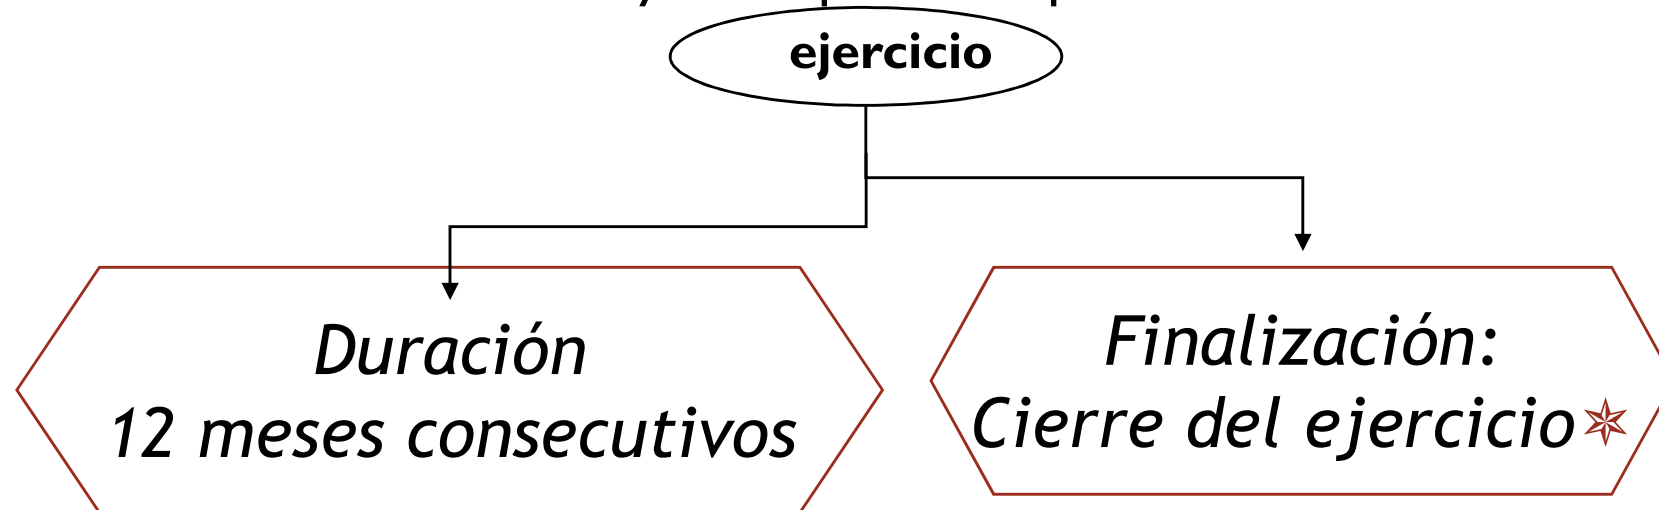 ejercicio
Duración
12 meses consecutivos
Finalización:
Cierre del ejercicio